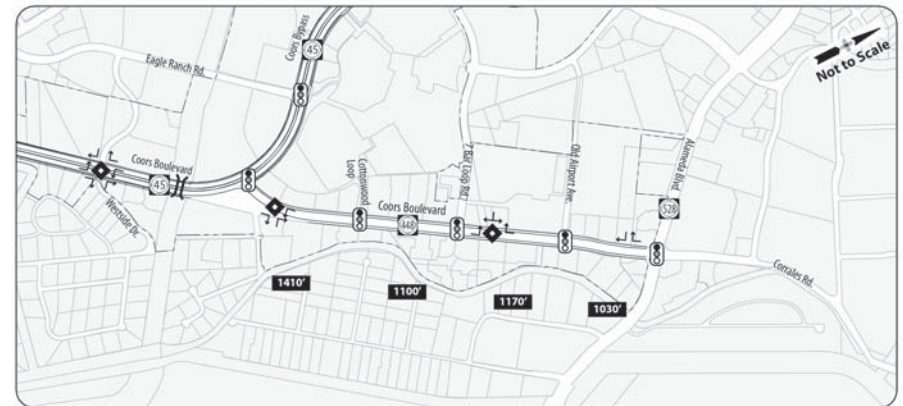 Coors Bypass
45
Eagle Ranch Rd.
Not to Scale
Coors Boulevard
45
Westside Dr.
Cottonwood
Loop
7 Bar Loop Rd.
Old Airport Ave.
Alameda Blvd
528
Coors Boulevard
448
Corrales Rd.
1410'
1100'
1170'
1030'